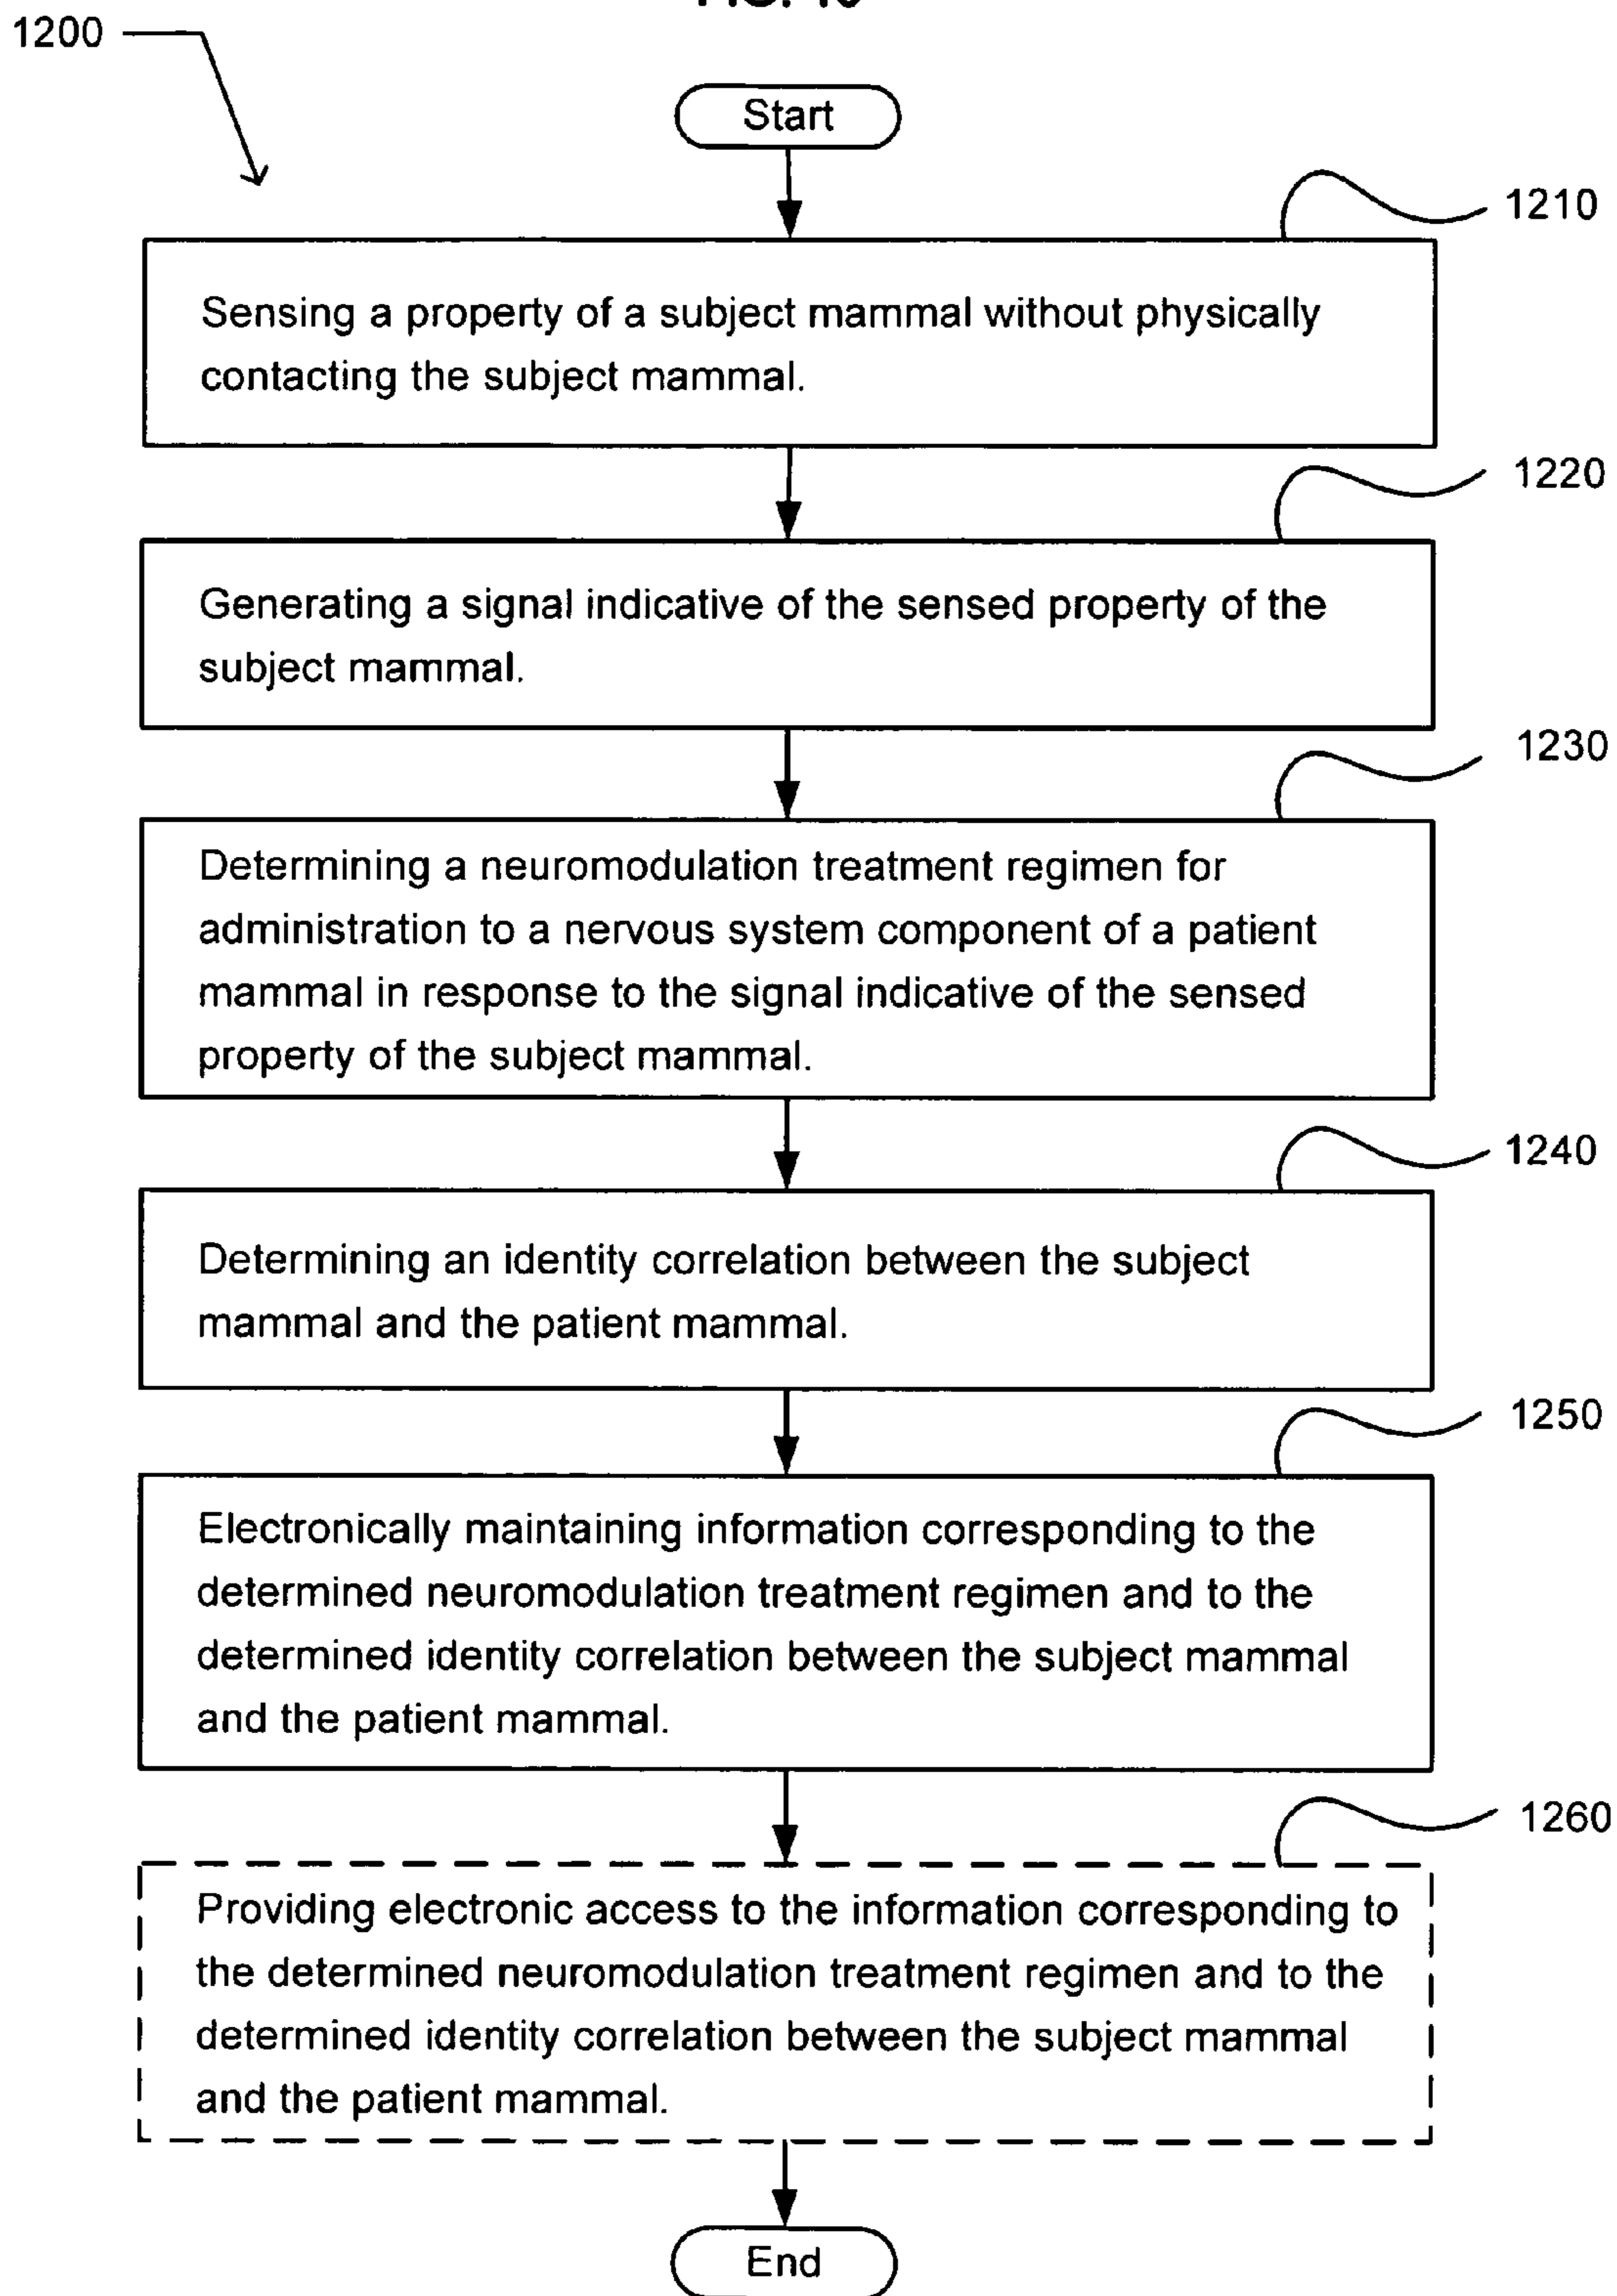 1200
Start
1210
Sensing a property of a subject mammal without physically
contacting the subject mammal.
1220
Generating a signal indicative of the sensed property of the
subject mammal.
1230
Determining a neuromodulation treatment regimen for
administration to a nervous system component of a patient
mammal in response to the signal indicative of the sensed
property of the subject mammal.
1240
Determining an identity correlation between the subject
mammal and the patient mammal.
1250
Electronically maintaining information corresponding to the
determined neuromodulation treatment regimen and to the
determined identity correlation between the subject mammal
and the patient mammal.
1260
Providing electronic access to the information corresponding to
the determined neuromodulation treatment regimen and to the
determined identity correlation between the subject mammal
and the patient mammal.
End